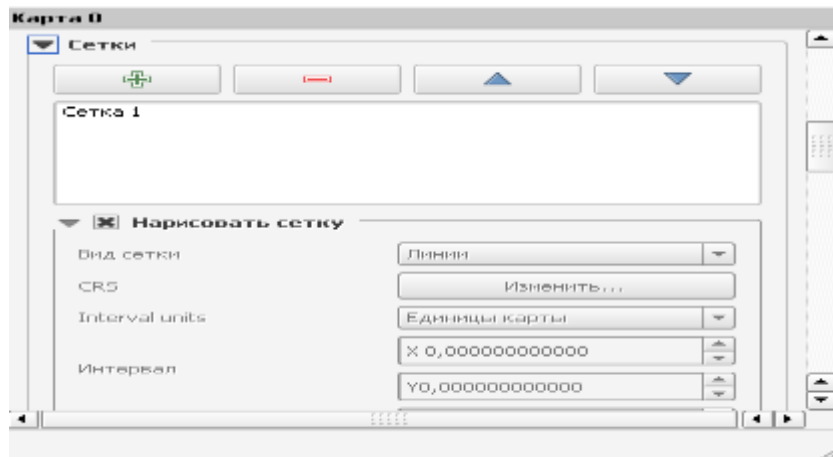 Карта 0
Сетки
Сетка 1
Нарисовать сетку
Вид сетки
Линии
CRS
Изменить...
Interval units
Единицы карты
Интервал
X 0,000000000000
Y0,000000000000